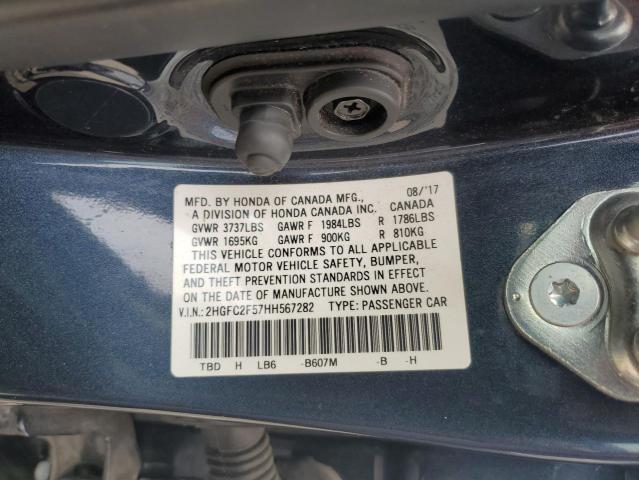 MFD. BY HONDA OF CANADA MFG., 08/'17
A DIVISION OF HONDA CANADA INC. CANADA
GVWR 3737LBS GAWR F 1984LBS R 1786LBS
GVWR 1695KG GAWR F 900KG R 810KG
THIS VEHICLE CONFORMS TO ALL APPLICABLE
FEDERAL MOTOR VEHICLE SAFETY, BUMPER,
AND THEFT PREVENTION STANDARDS IN EFFECT
ON THE DATE OF MANUFACTURE SHOWN ABOVE.
V.I.N.: 2HGFC2F57HH567282 TYPE: PASSENGER CAR
TBD H LB6 -B607M -B -H